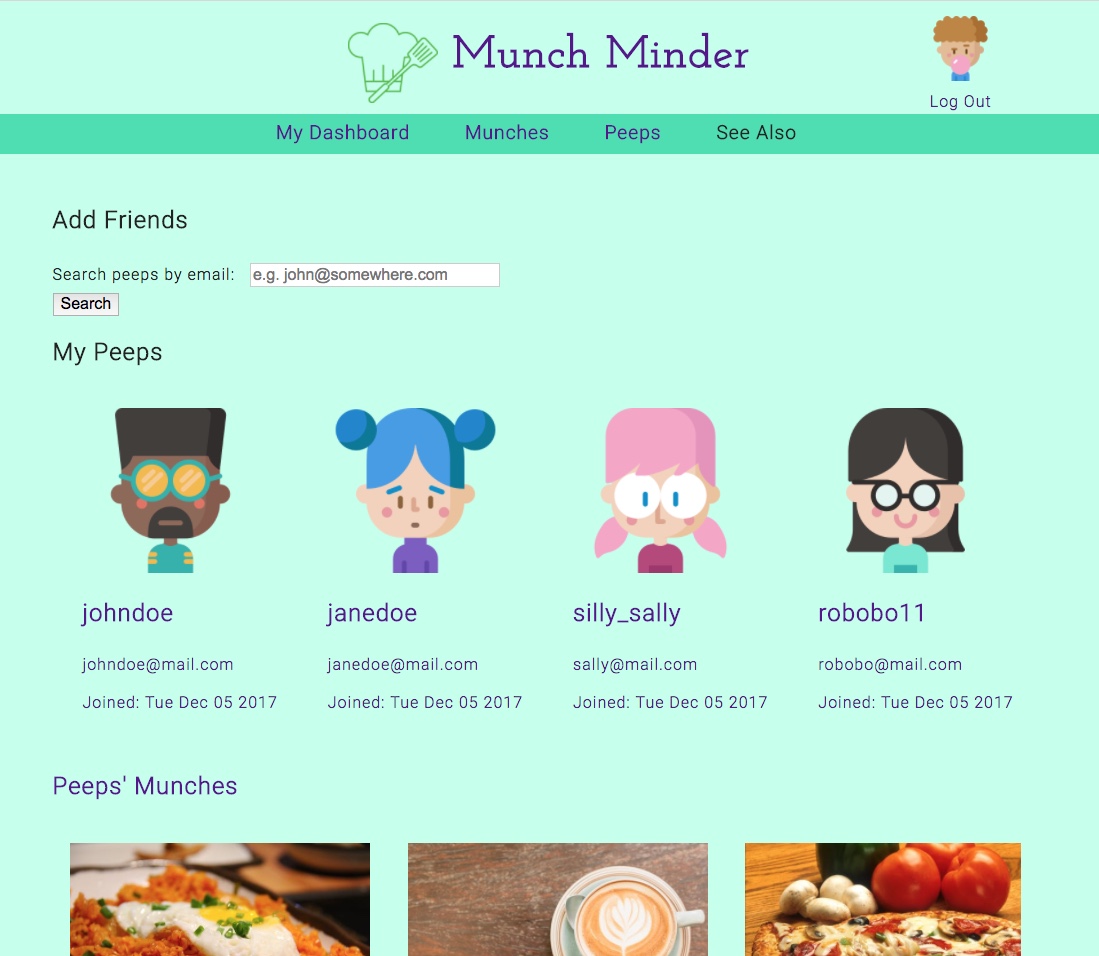 Munch Minder
Log Out
My Dashboard Munches Peeps See Also
Add Friends
Search peeps by email: e.g. john@somewhere.com
Search
My Peeps
johndoe janedoe silly_sally robobo11
johndoe@mail.com janedoe@mail.com sally@mail.com robobo@mail.com
Joined: Tue Dec 05 2017 Joined: Tue Dec 05 2017 Joined: Tue Dec 05 2017 Joined: Tue Dec 05 2017
Peeps' Munches